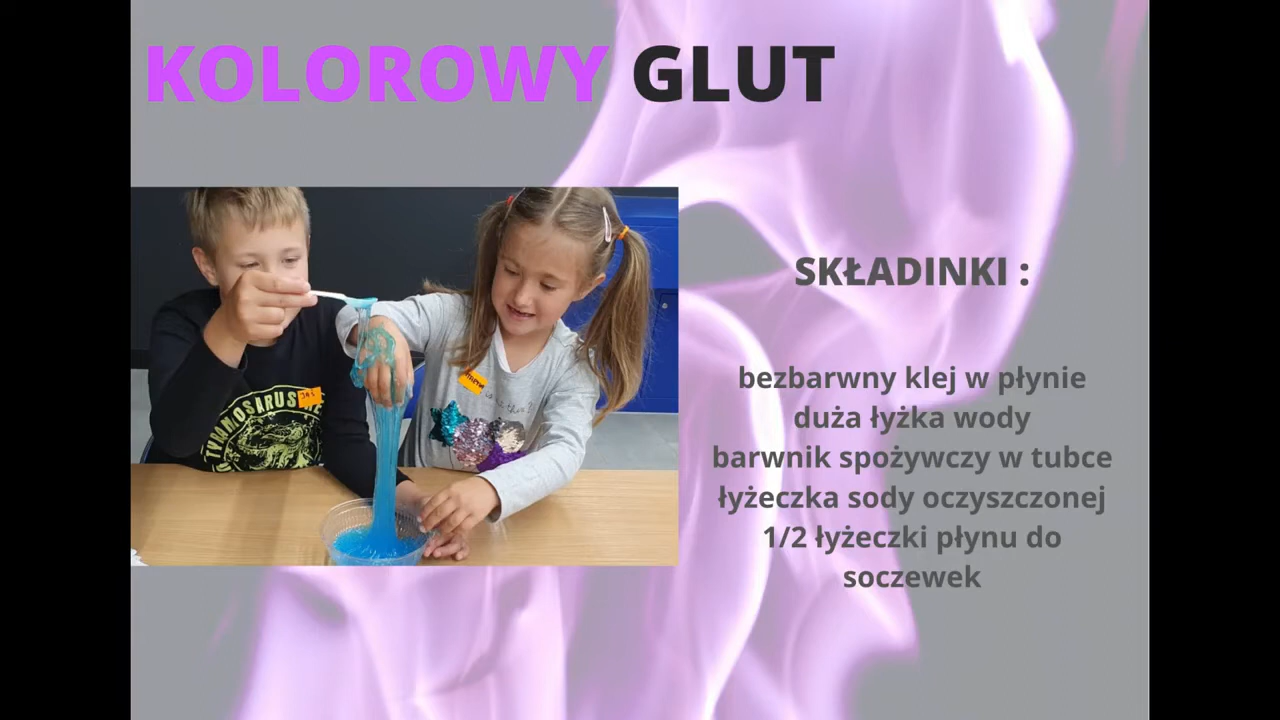 KOLOROWY GLUT
SKŁADINKI :
bezbarwny klej w płynie
duża łyżka wody
barwnik spożywczy w tubce
łyżeczka sody oczyszczonej
1/2 łyżeczki płynu do
soczewek
JAŚ